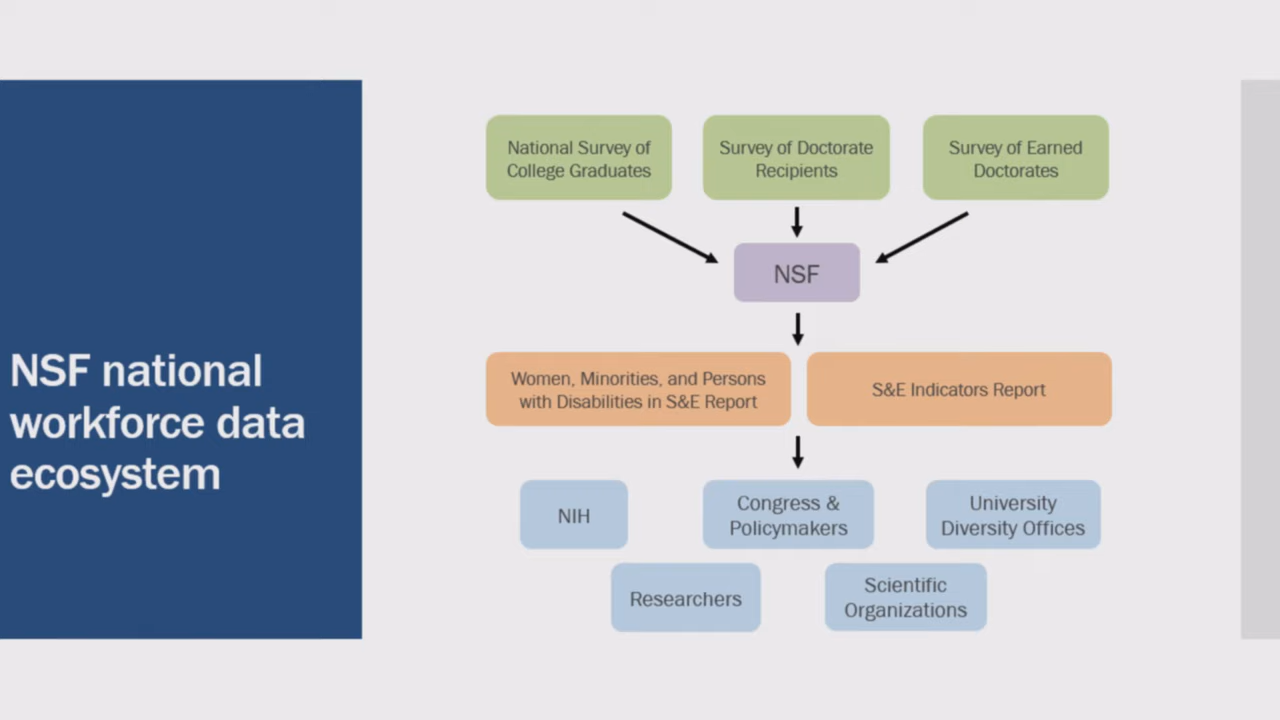 NSF national
workforce data
ecosystem
National Survey of
College Graduates
Survey of Doctorate
Recipients
Survey of Earned
Doctorates
NSF
Women, Minorities, and Persons
with Disabilities in S&E Report
S&E Indicators Report
NIH
Congress &
Policymakers
University
Diversity Offices
Researchers
Scientific
Organizations